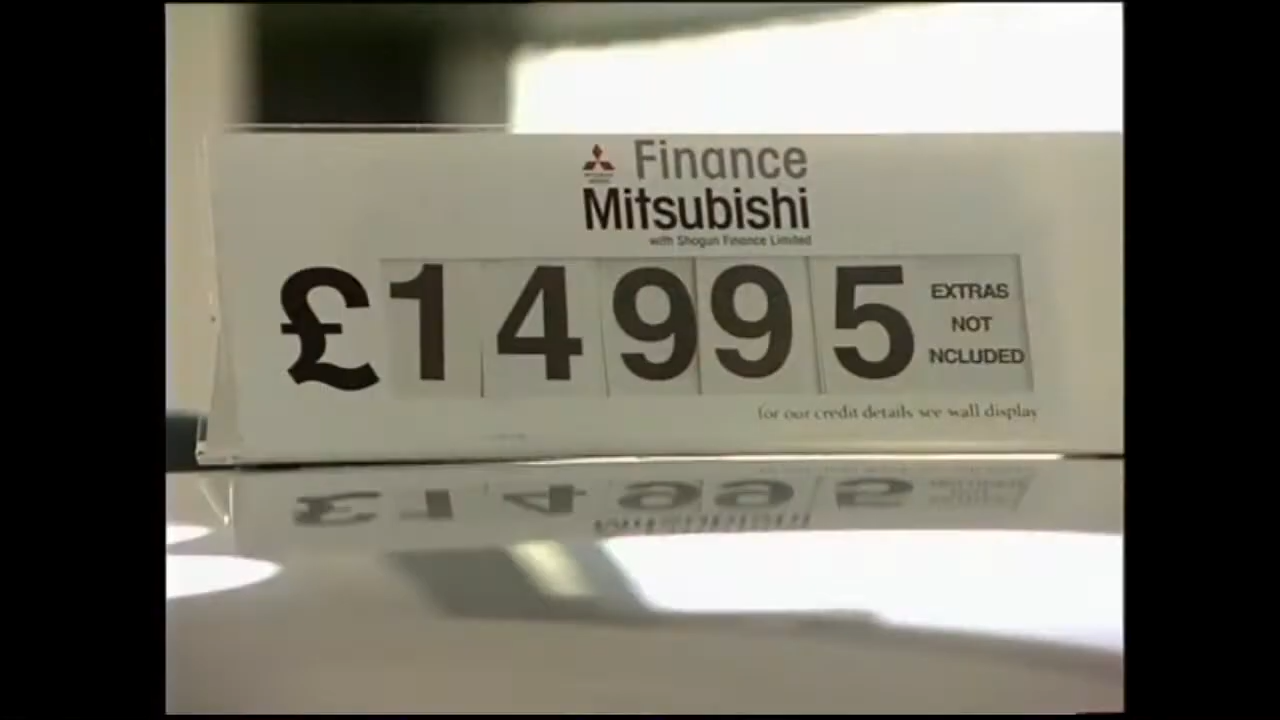 Finance
Mitsubishi
with Shogun Finance Limited
£14995
EXTRAS
NOT
NCLUDED
for our credit details see wall display